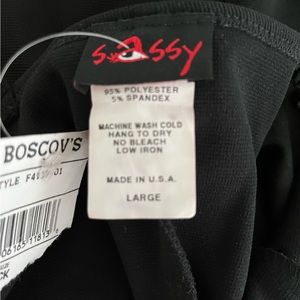 sassy
95% POLYESTER
5% SPANDEX
MACHINE WASH COLD
HANG TO DRY
NO BLEACH
LOW IRON
MADE IN U.S.A.
LARGE
BOSCOV'S